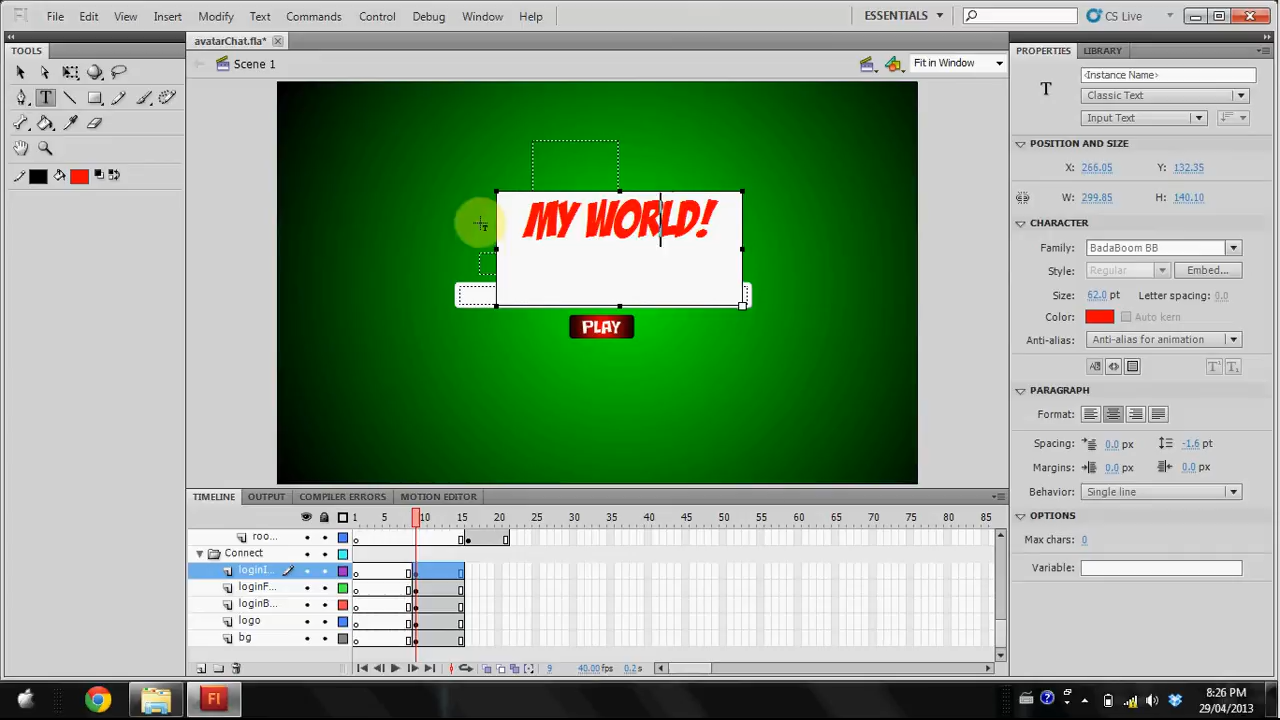 Fl File Edit View Insert Modify Text Commands Control Debug Window Help ESSENTIALS CS Live
TOOLS
avatarChat.fla*
Scene 1
Fit in Window
MY WORLD!
PLAY
PROPERTIES LIBRARY
T <Instance Name>
Classic Text
Input Text
POSITION AND SIZE
X: 266.05 Y: 132.35
W: 299.85 H: 140.10
CHARACTER
Family: BadaBoom BB
Style: Regular Embed...
Size: 62.0 pt Letter spacing: 0.0
Color: Auto kern
Anti-alias: Anti-alias for animation
PARAGRAPH
Format:
Spacing: 0.0 px -1.6 pt
Margins: 0.0 px 0.0 px
Behavior: Single line
OPTIONS
Max chars: 0
Variable:
TIMELINE OUTPUT COMPILER ERRORS MOTION EDITOR
1 5 10 15 20 25 30 35 40 45 50 55 60 65 70 75 80 85
roo...
Connect
loginI...
loginF...
loginB...
logo
bg
9 40.00 fps 0.2 s
Fl
8:26 PM
29/04/2013